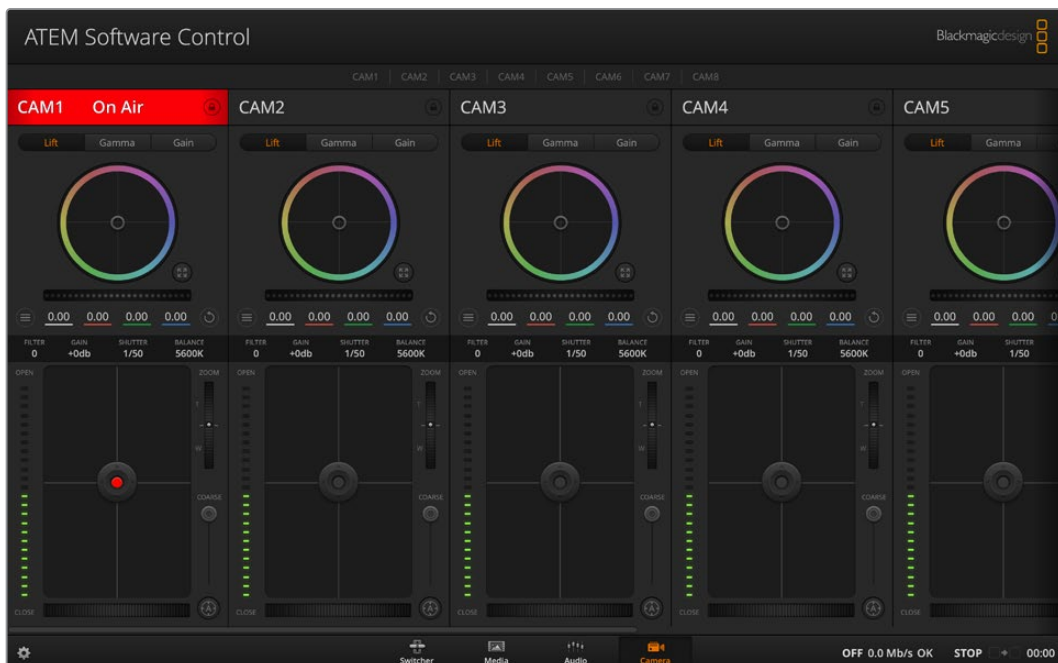 ATEM Software Control
Blackmagicdesign
CAM1 CAM2 CAM3 CAM4 CAM5 CAM6 CAM7 CAM8
CAM1 On Air CAM2 CAM3 CAM4 CAM5
Lift Gamma Gain Lift Gamma Gain Lift Gamma Gain Lift Gamma Gain Lift Gamma
0.00 0.00 0.00 0.00 0.00 0.00 0.00 0.00 0.00 0.00 0.00 0.00 0.00 0.00 0.00 0.00 0.00 0.00 0.00 0
FILTER GAIN SHUTTER BALANCE FILTER GAIN SHUTTER BALANCE FILTER GAIN SHUTTER BALANCE FILTER GAIN SHUTTER BALANCE FILTER GAIN SHUTTER
0 +0db 1/50 5600K 0 +0db 1/50 5600K 0 +0db 1/50 5600K 0 +0db 1/50 5600K 0 +0db 1/50
OPEN ZOOM OPEN ZOOM OPEN ZOOM OPEN ZOOM OPEN
T T T T
W W W W
COARSE COARSE COARSE COARSE
CLOSE A CLOSE A CLOSE A CLOSE A CLOSE
Switcher Media Audio Camera OFF 0.0 Mb/s OK STOP 00:00